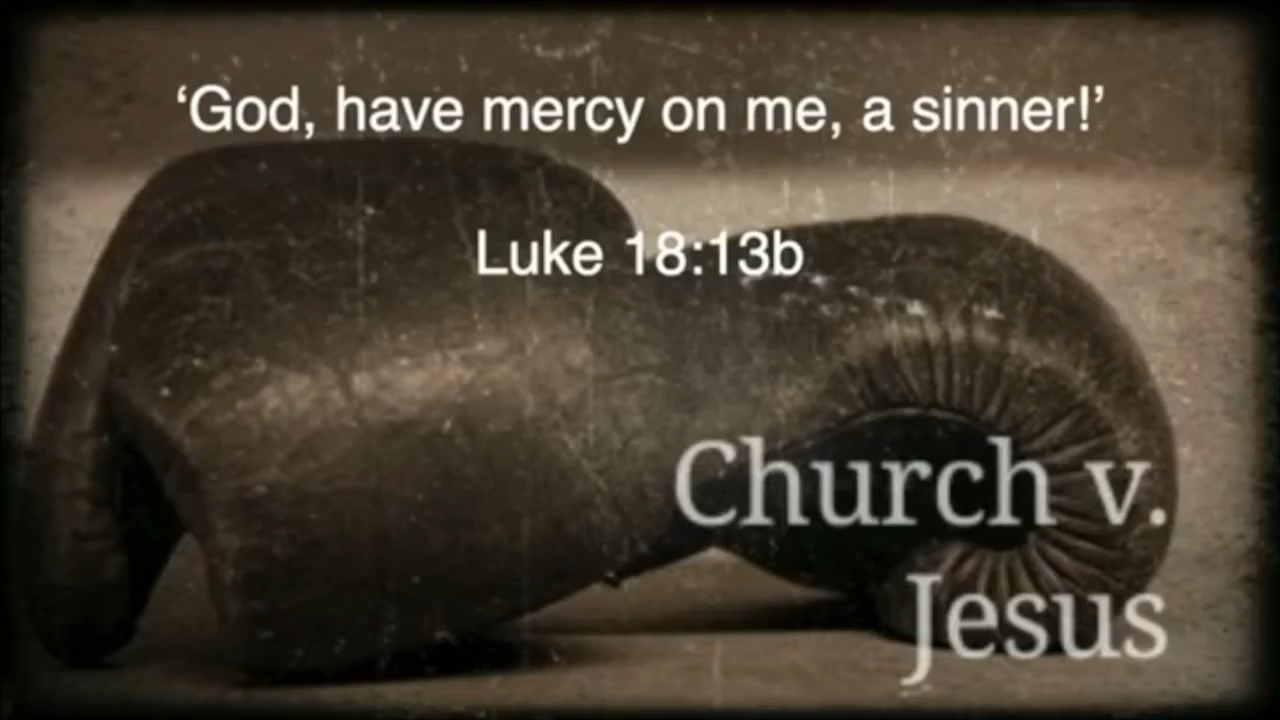 ‘God, have mercy on me, a sinner!’
Luke 18:13b
Church v.
Jesus